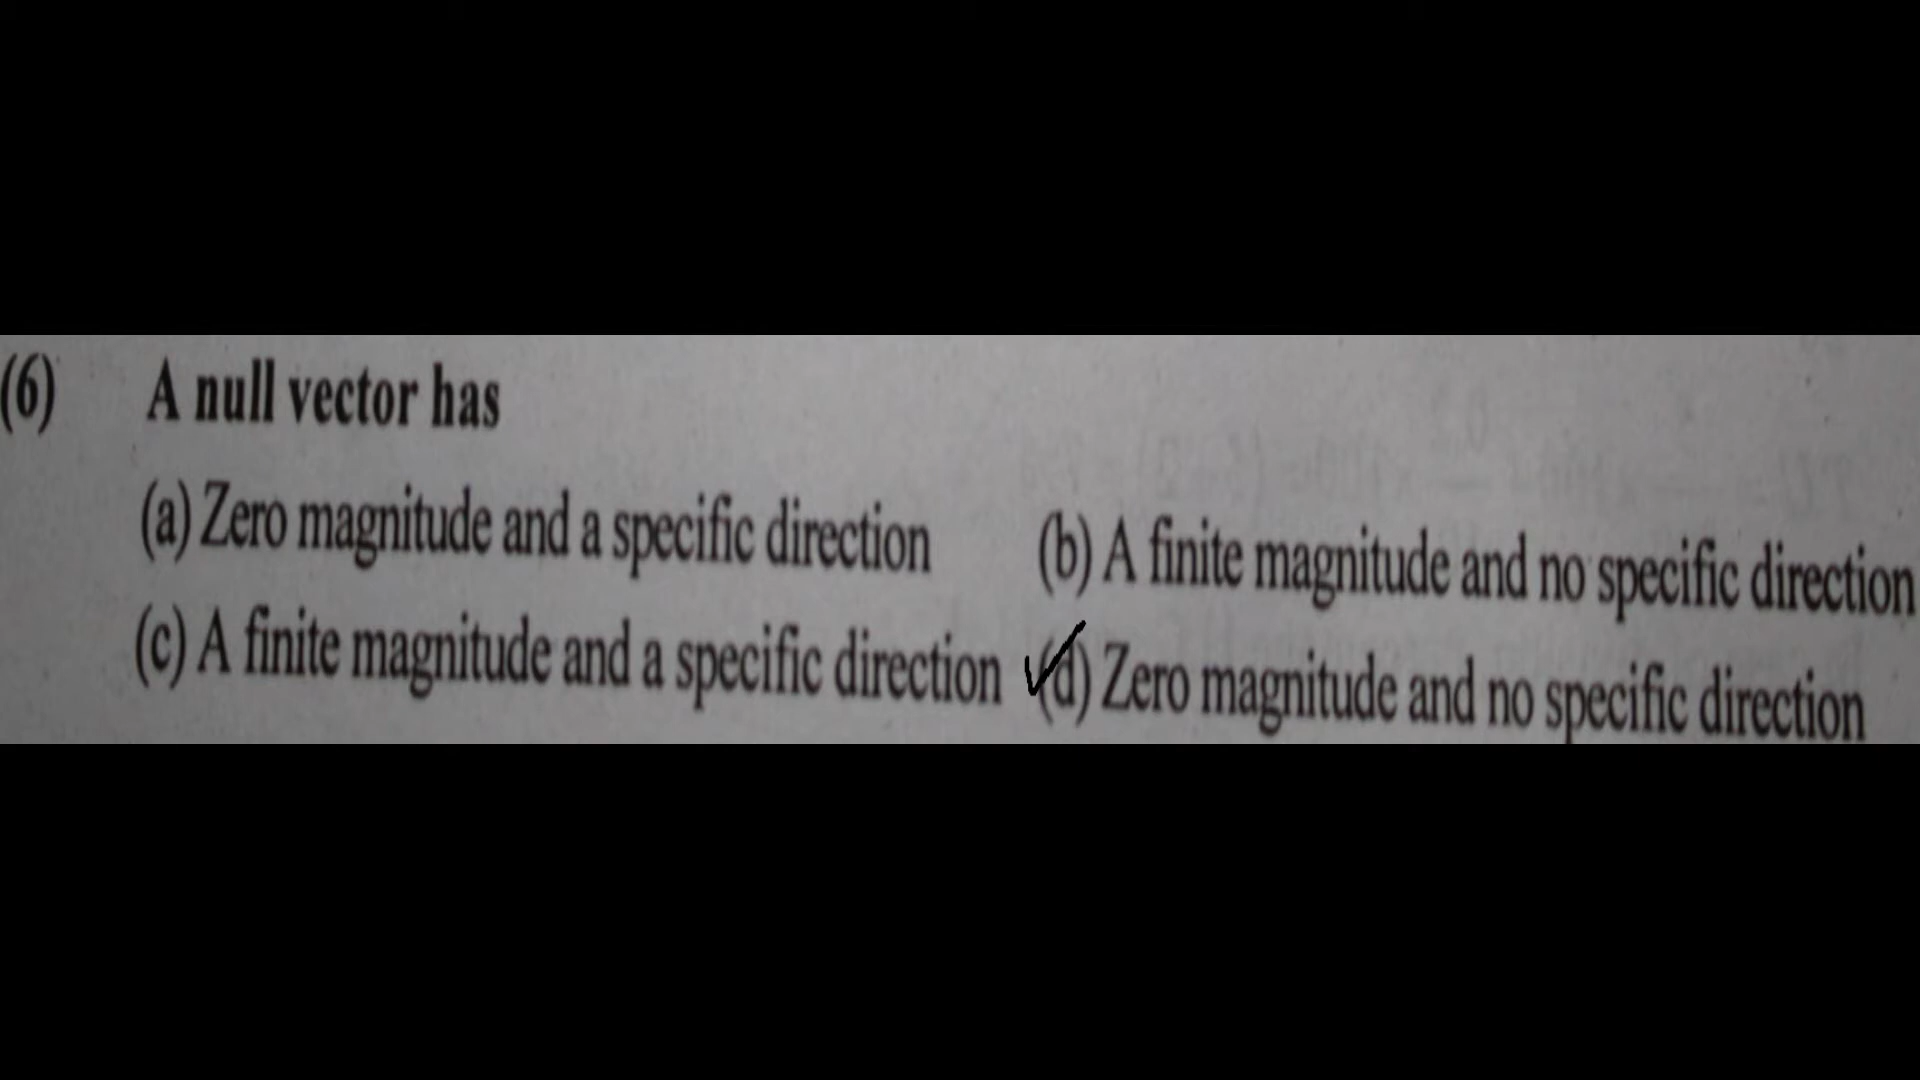 (6) A null vector has
(a) Zero magnitude and a specific direction (b) A finite magnitude and no specific direction
(c) A finite magnitude and a specific direction (d) Zero magnitude and no specific direction